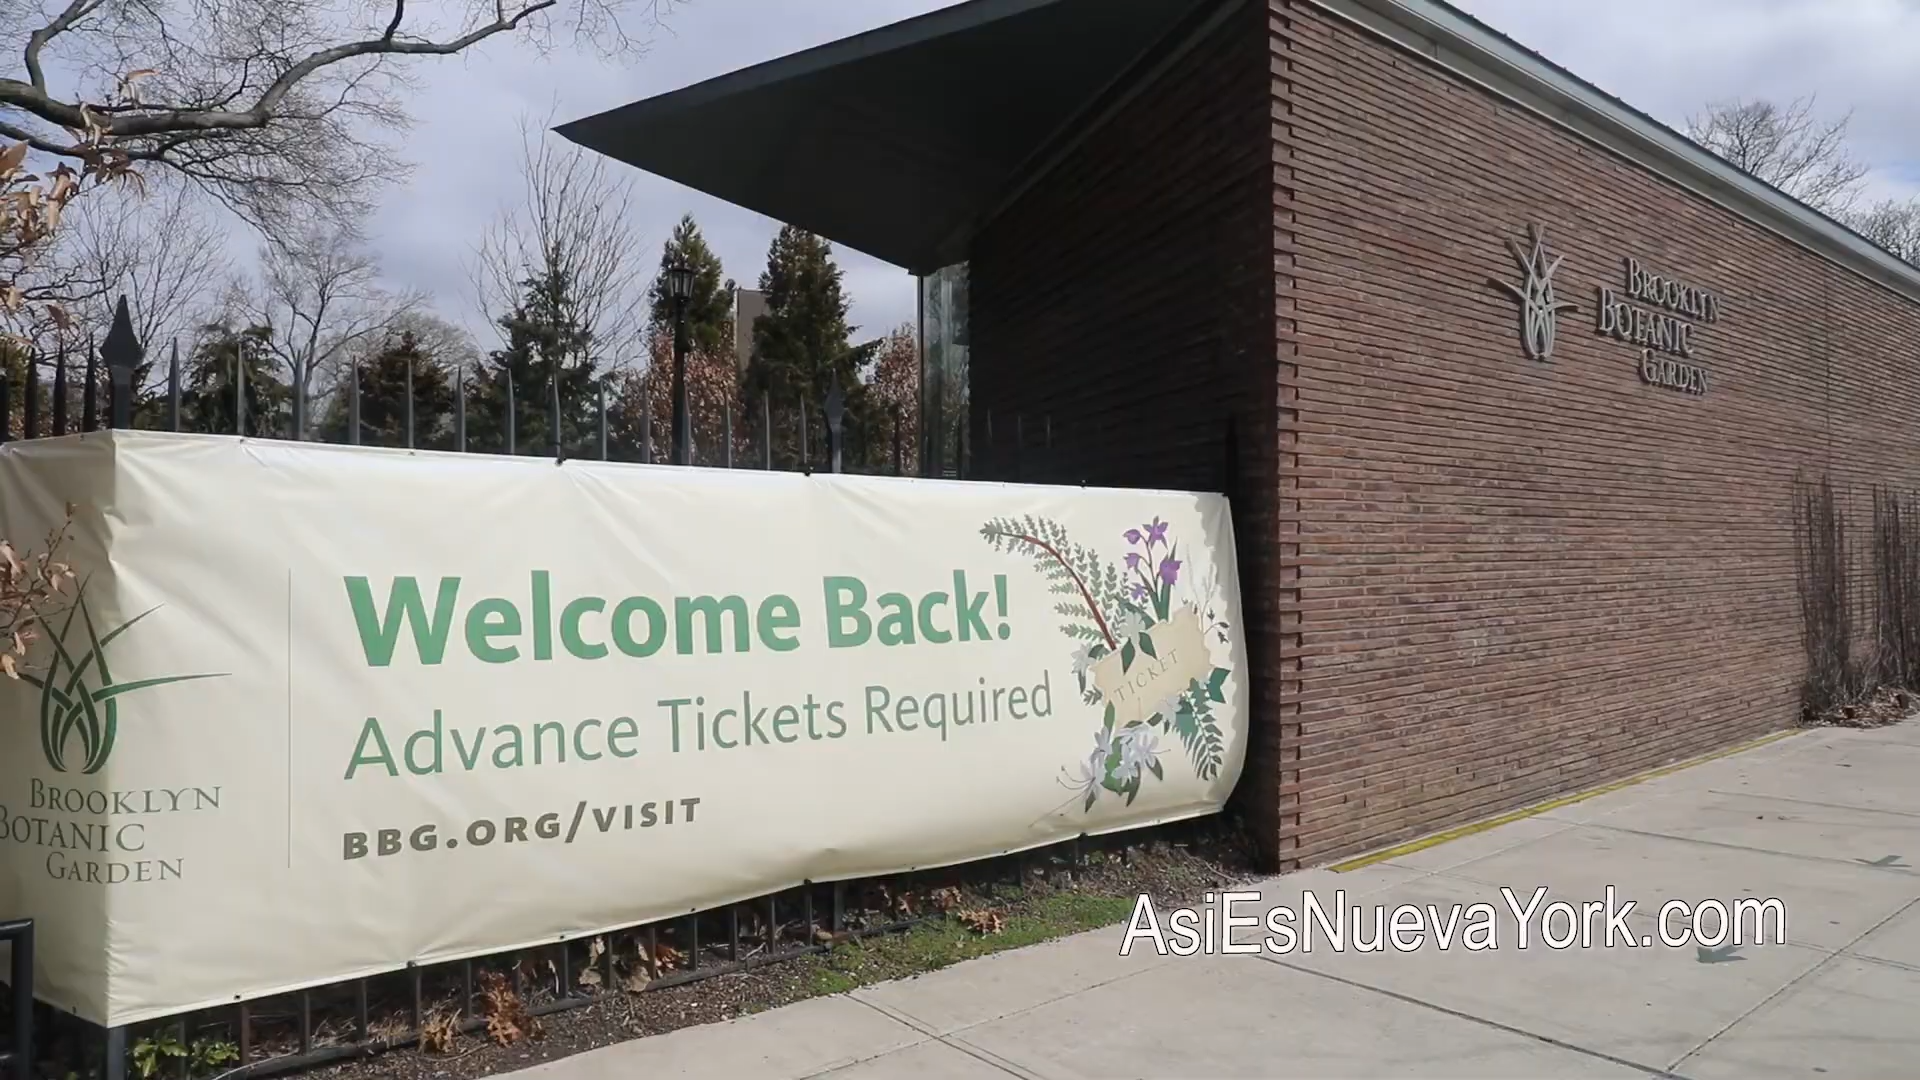 BROOKLYN
BOTANIC
GARDEN
Welcome Back!
Advance Tickets Required
BBG.ORG/VISIT
TICKET
BROOKLYN
BOTANIC
GARDEN
AsiEsNuevaYork.com